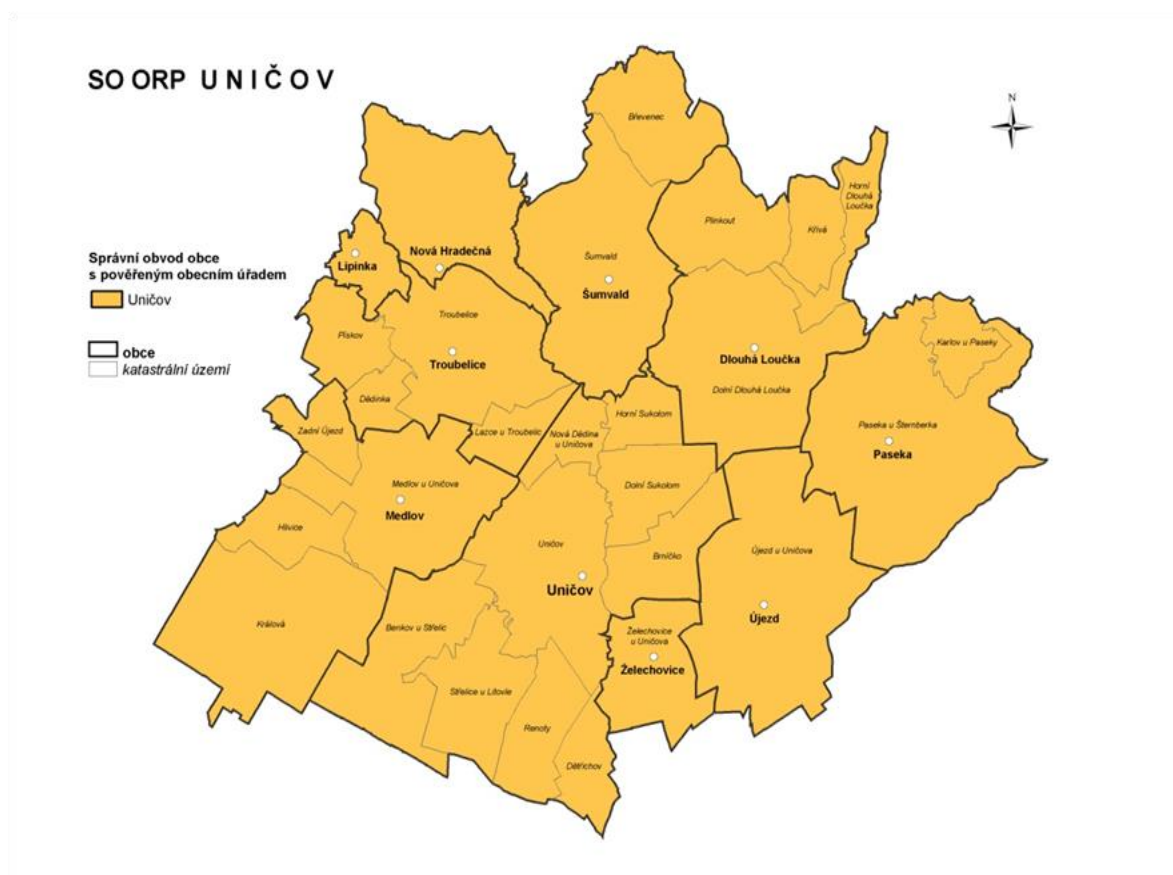 SO ORP UNIČOV
N
Správní obvod obce
s pověřeným obecním úřadem
Uničov
obce
katastrální území
Břevenec
Horní
Dlouhá
Loučka
Plinkout
Křivá
Nová Hradečná
Lipinka
Šumvald
Šumvald
Troubelice
Troubelice
Pískov
Dědinka
Karlov u Paseky
Dlouhá Loučka
Dolní Dlouhá Loučka
Paseka u Šternberka
Paseka
Zadní Újezd
Lazce u Troubelic
Nová Dědina
u Uničova
Horní Sukolom
Dolní Sukolom
Medlov u Uničova
Medlov
Hlivice
Uničov
Uničov
Brníčko
Újezd u Uničova
Újezd
Králová
Benkov u Střelic
Želechovice
u Uničova
Želechovice
Střelice u Litovle
Renoty
Dětřichov